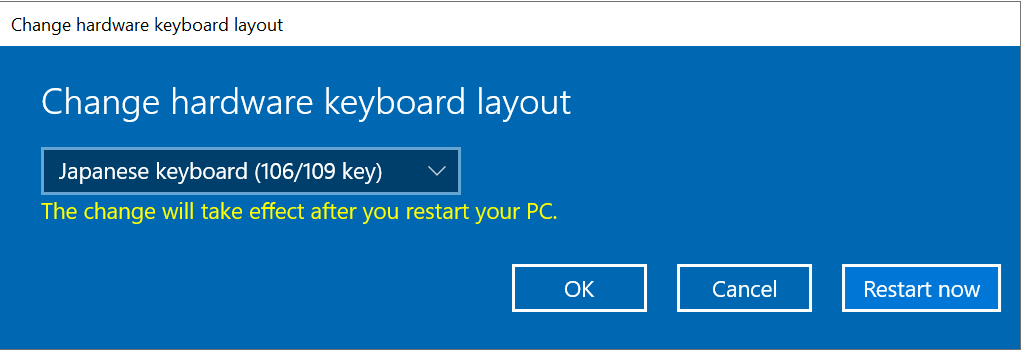 Change hardware keyboard layout
Change hardware keyboard layout
Japanese keyboard (106/109 key)
The change will take effect after you restart your PC.
OK Cancel Restart now